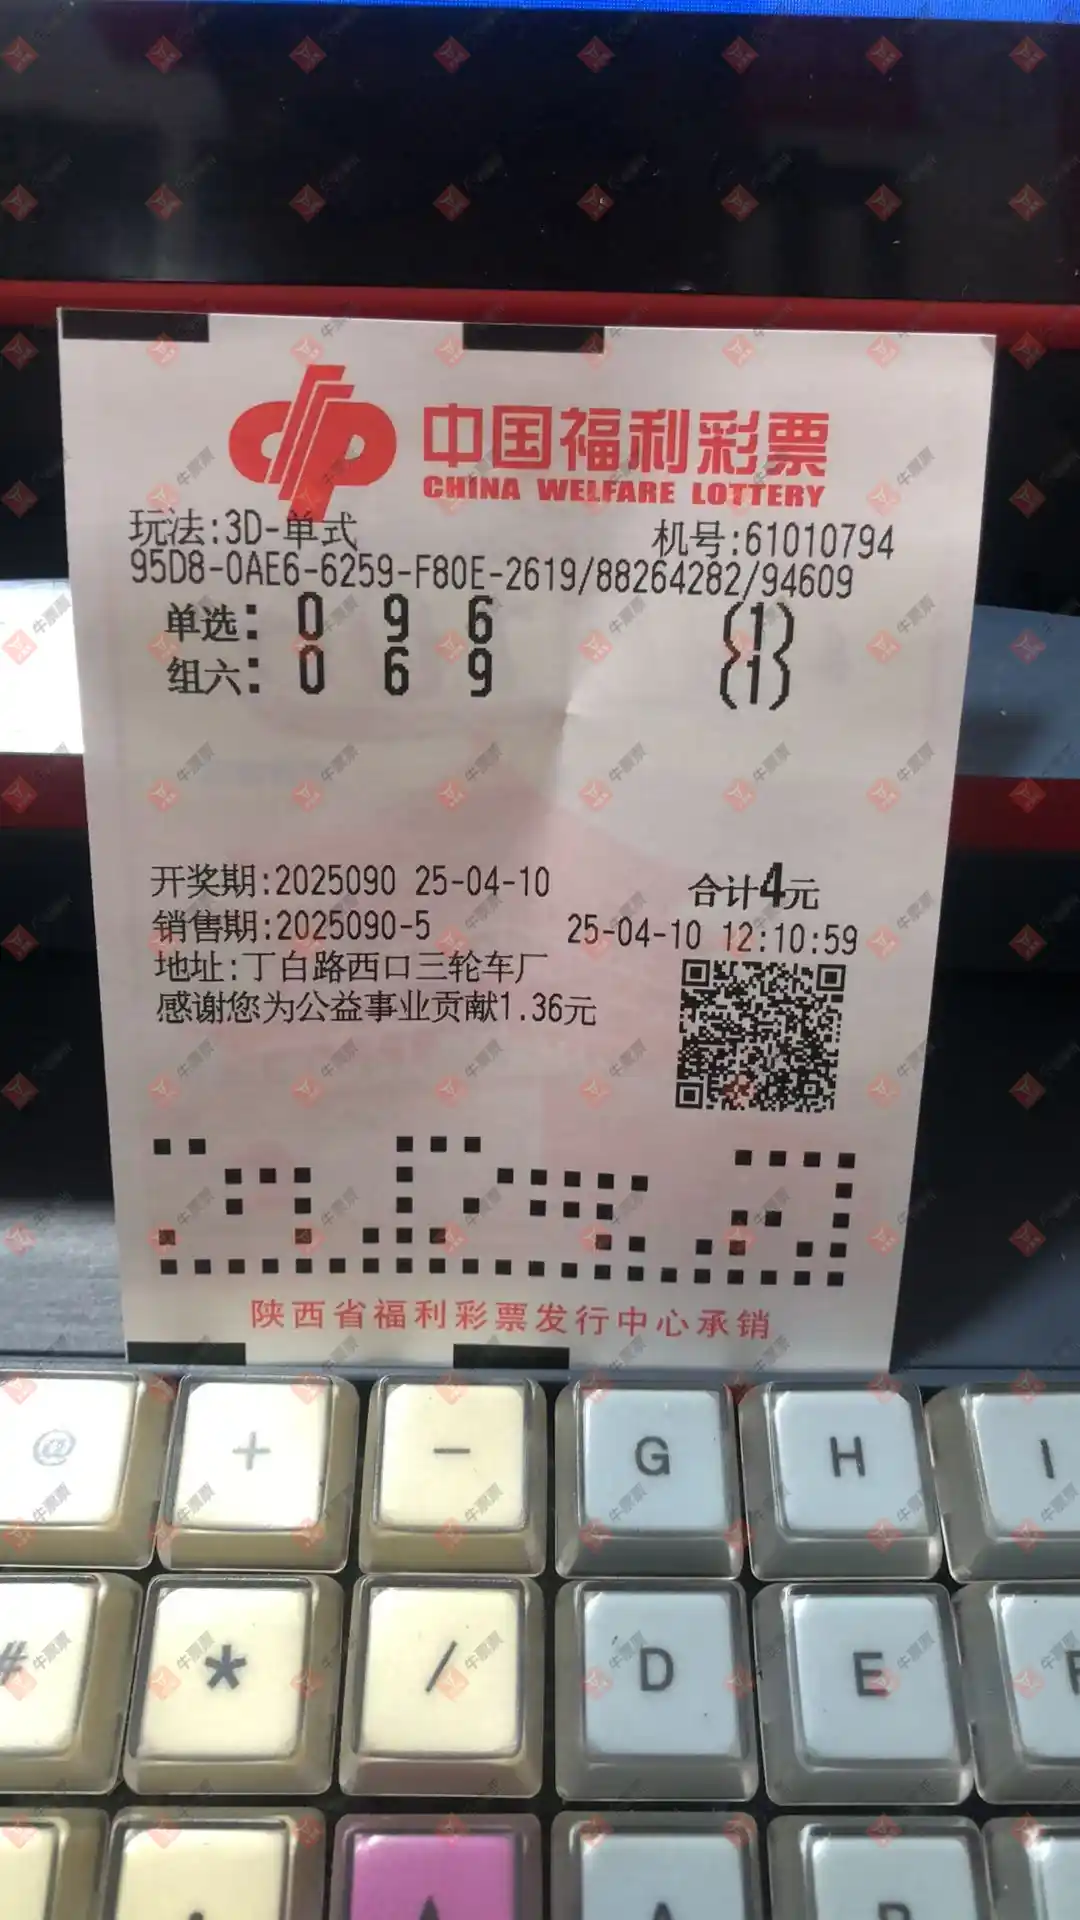 中国福利彩票
CHINA WELFARE LOTTERY
玩法:3D-单式 机号:61010794
95D8-0AE6-6259-F80E-2619/88264282/94609
单选: 0 9 6 (1)
组六: 0 6 9 (1)
开奖期:2025090 25-04-10 合计4元
销售期:2025090-5 25-04-10 12:10:59
地址:丁白路西口三轮车厂
感谢您为公益事业贡献1.36元
陕西省福利彩票发行中心承销
@ + - G H I
# * / D E F
牛票票